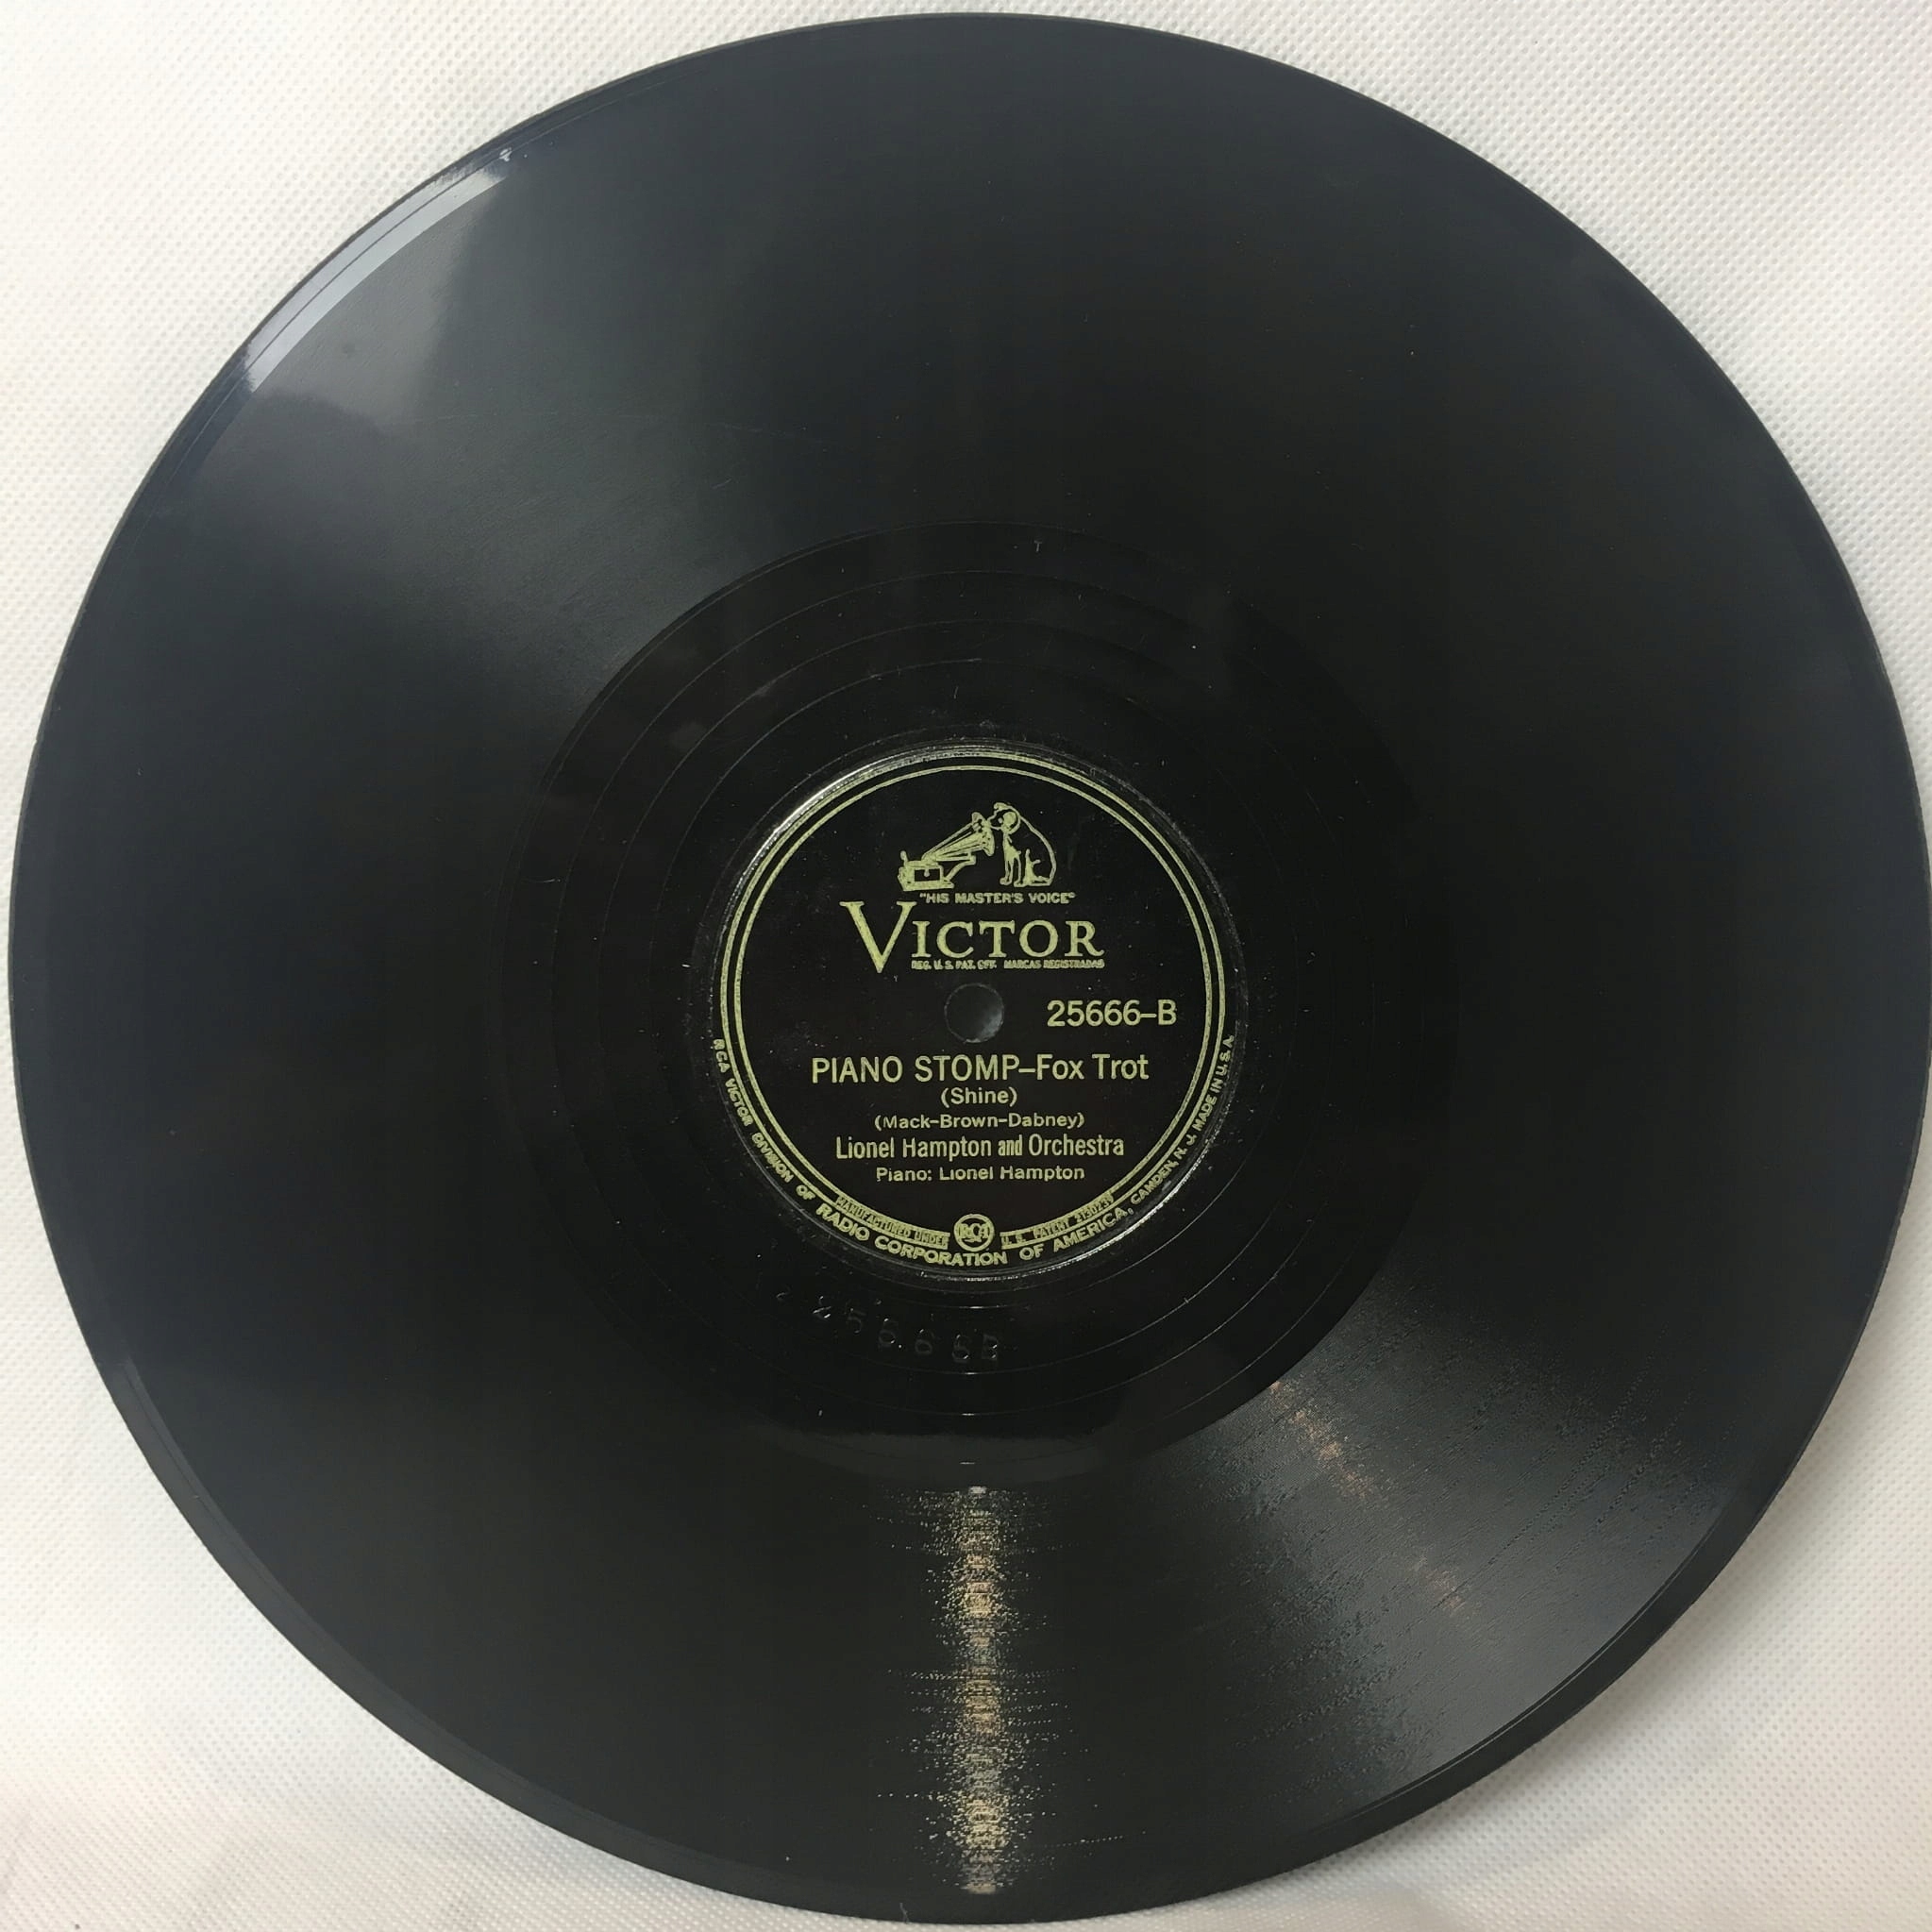 "HIS MASTER'S VOICE"
VICTOR
REG. U. S. PAT. OFF. MARCAS REGISTRADAS
25666-B
PIANO STOMP-Fox Trot
(Shine)
(Mack-Brown-Dabney)
Lionel Hampton and Orchestra
Piano: Lionel Hampton
MANUFACTURED UNDER RCA U. S. PATENT
RCA VICTOR DIVISION OF RADIO CORPORATION OF AMERICA, CAMDEN, N. J. MADE IN U.S.A.
25666B